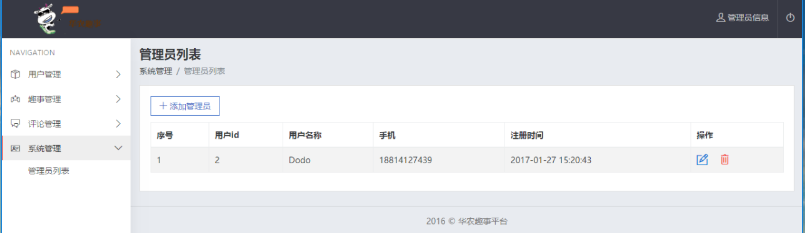 管理员信息
NAVIGATION
用户管理
趣事管理
评论管理
系统管理
管理员列表
管理员列表
系统管理 / 管理员列表
+ 添加管理员
序号 用户id 用户名称 手机 注册时间 操作
1 2 Dodo 18814127439 2017-01-27 15:20:43
2016 © 华农趣事平台